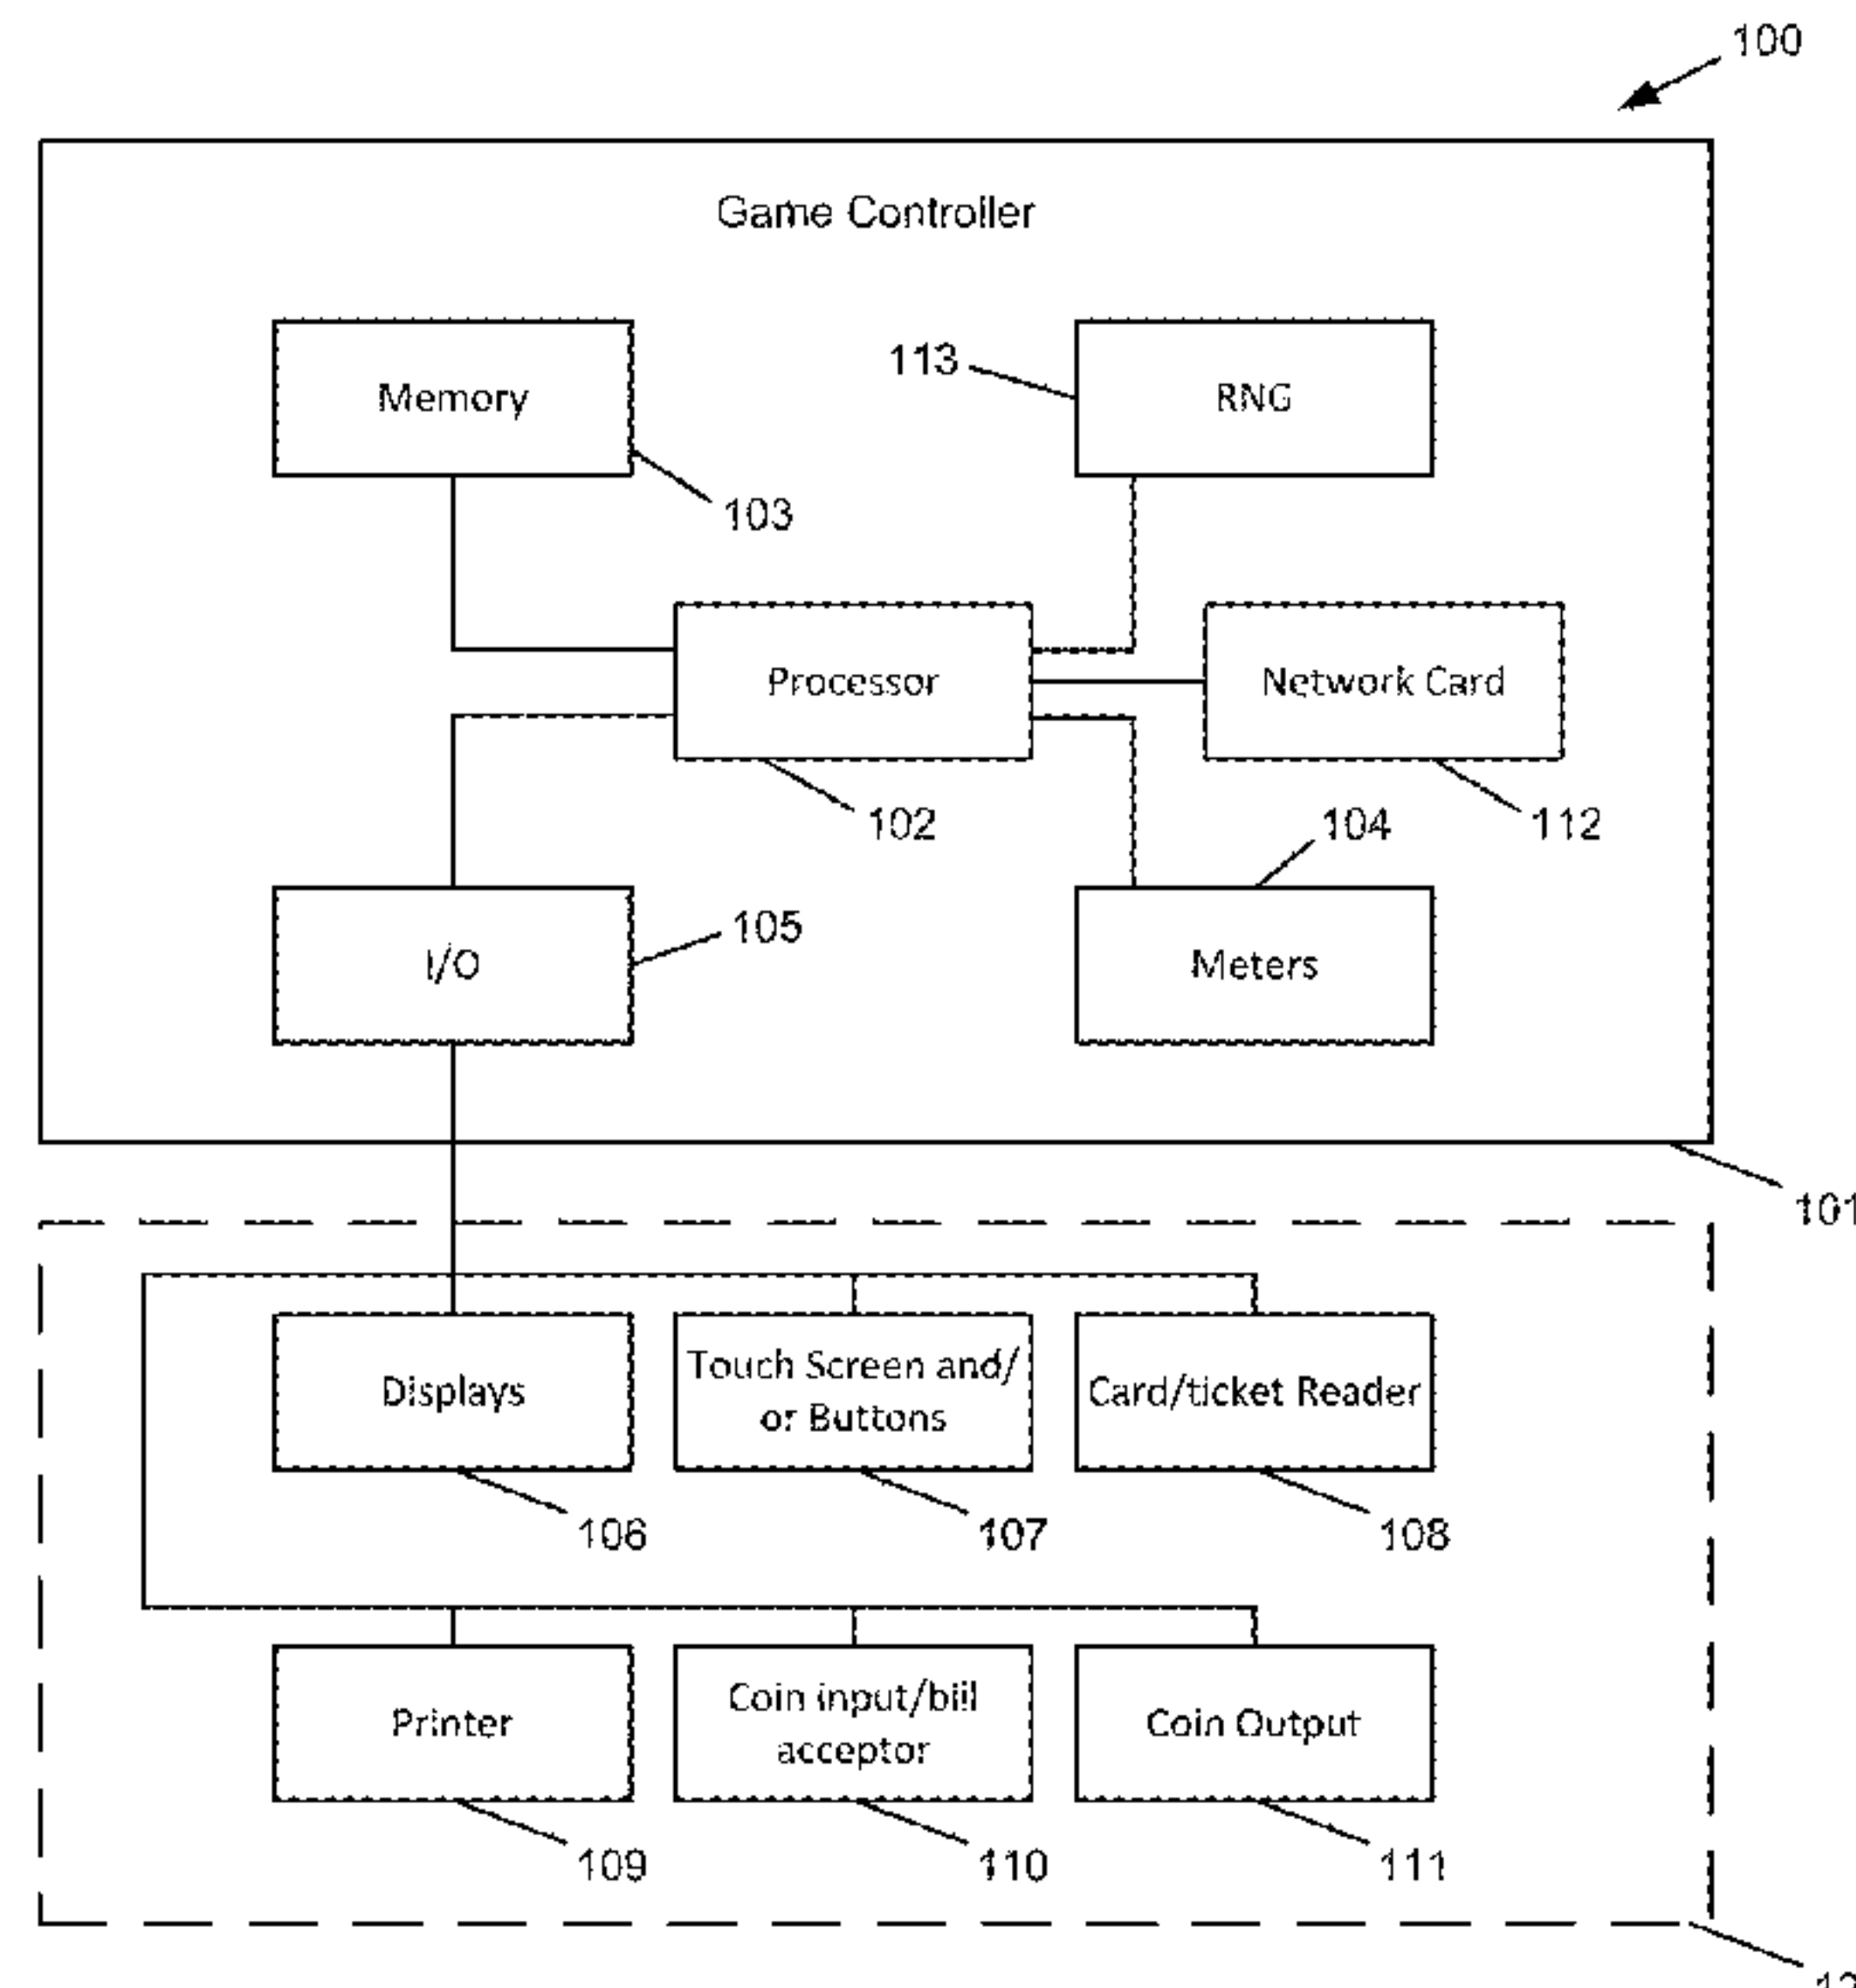 100
Game Controller
Memory
103
113
RNG
Processor
102
Network Card
112
104
I/O
105
Meters
101
Displays
106
Touch Screen and/
or Buttons
107
Card/ticket Reader
108
Printer
109
Coin input/bill
acceptor
110
Coin Output
111